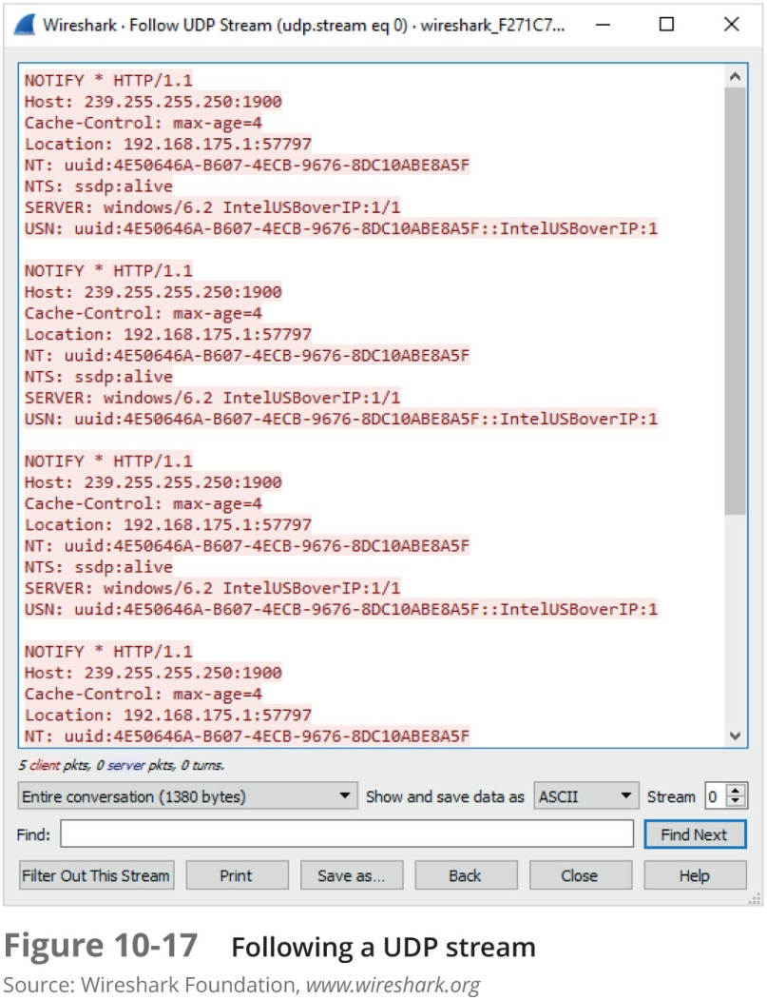 Wireshark · Follow UDP Stream (udp.stream eq 0) · wireshark_F271C7...
NOTIFY * HTTP/1.1
Host: 239.255.255.250:1900
Cache-Control: max-age=4
Location: 192.168.175.1:57797
NT: uuid:4E50646A-B607-4ECB-9676-8DC10ABE8A5F
NTS: ssdp:alive
SERVER: windows/6.2 IntelUSBoverIP:1/1
USN: uuid:4E50646A-B607-4ECB-9676-8DC10ABE8A5F::IntelUSBoverIP:1
NOTIFY * HTTP/1.1
Host: 239.255.255.250:1900
Cache-Control: max-age=4
Location: 192.168.175.1:57797
NT: uuid:4E50646A-B607-4ECB-9676-8DC10ABE8A5F
NTS: ssdp:alive
SERVER: windows/6.2 IntelUSBoverIP:1/1
USN: uuid:4E50646A-B607-4ECB-9676-8DC10ABE8A5F::IntelUSBoverIP:1
NOTIFY * HTTP/1.1
Host: 239.255.255.250:1900
Cache-Control: max-age=4
Location: 192.168.175.1:57797
NT: uuid:4E50646A-B607-4ECB-9676-8DC10ABE8A5F
NTS: ssdp:alive
SERVER: windows/6.2 IntelUSBoverIP:1/1
USN: uuid:4E50646A-B607-4ECB-9676-8DC10ABE8A5F::IntelUSBoverIP:1
NOTIFY * HTTP/1.1
Host: 239.255.255.250:1900
Cache-Control: max-age=4
Location: 192.168.175.1:57797
NT: uuid:4E50646A-B607-4ECB-9676-8DC10ABE8A5F
5 client pkts, 0 server pkts, 0 turns.
Entire conversation (1380 bytes) Show and save data as ASCII Stream 0
Find: Find Next
Filter Out This Stream Print Save as... Back Close Help
Figure 10-17 Following a UDP stream
Source: Wireshark Foundation, www.wireshark.org